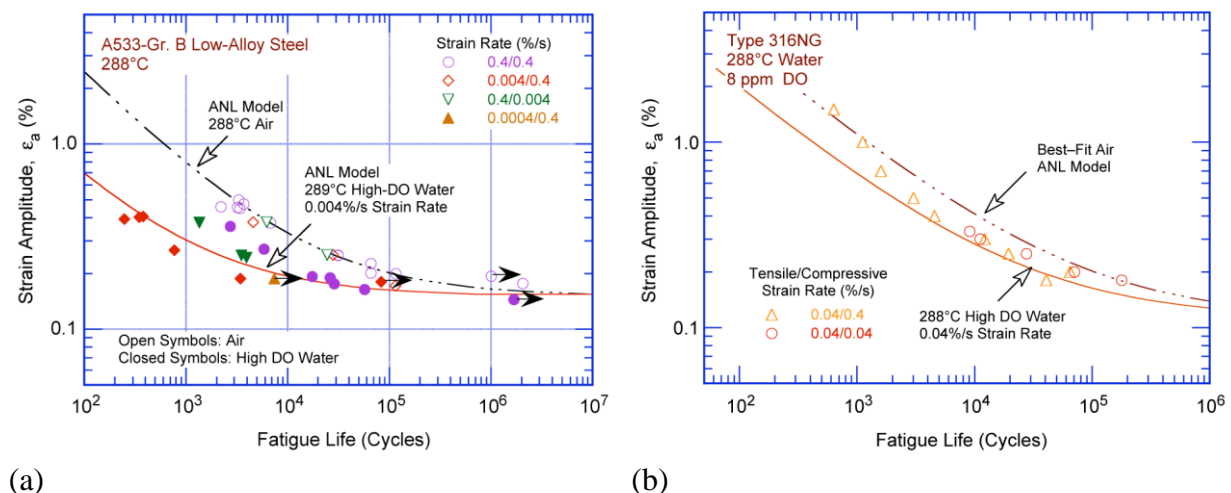 A533-Gr. B Low-Alloy Steel
288°C
Strain Rate (%/s)
0.4/0.4
0.004/0.4
0.4/0.004
0.0004/0.4
ANL Model
288°C Air
ANL Model
289°C High-DO Water
0.004%/s Strain Rate
Open Symbols: Air
Closed Symbols: High DO Water
Strain Amplitude, εa (%)
1.0
0.1
10² 10³ 10⁴ 10⁵ 10⁶ 10⁷
Fatigue Life (Cycles)
(a)
Type 316NG
288°C Water
8 ppm DO
Best–Fit Air
ANL Model
Tensile/Compressive
Strain Rate (%/s)
0.04/0.4
0.04/0.04
288°C High DO Water
0.04%/s Strain Rate
Strain Amplitude, εa (%)
1.0
0.1
10² 10³ 10⁴ 10⁵ 10⁶
Fatigue Life (Cycles)
(b)